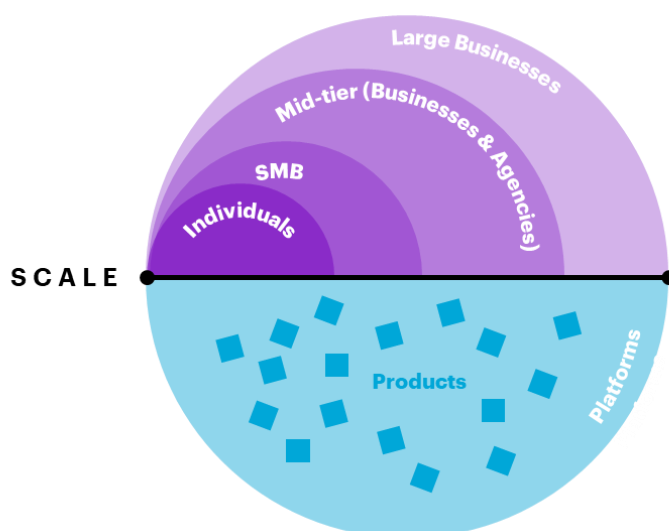 Large Businesses
Mid-tier (Businesses & Agencies)
SMB
Individuals
SCALE
Products
Platforms